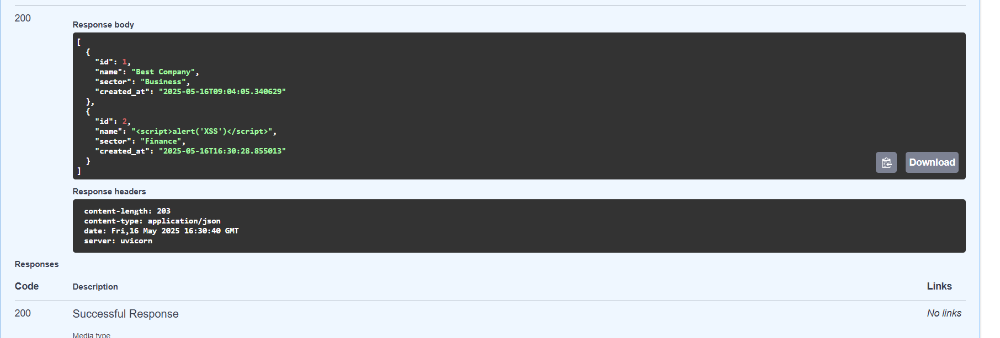 200
Response body
[
  {
    "id": 1,
    "name": "Best Company",
    "sector": "Business",
    "created_at": "2025-05-16T09:04:05.340629"
  },
  {
    "id": 2,
    "name": "<script>alert('XSS')</script>",
    "sector": "Finance",
    "created_at": "2025-05-16T16:30:28.855013"
  }
]
Download
Response headers
content-length: 203
content-type: application/json
date: Fri,16 May 2025 16:30:40 GMT
server: uvicorn
Responses
Code Description Links
200 Successful Response No links
Media type